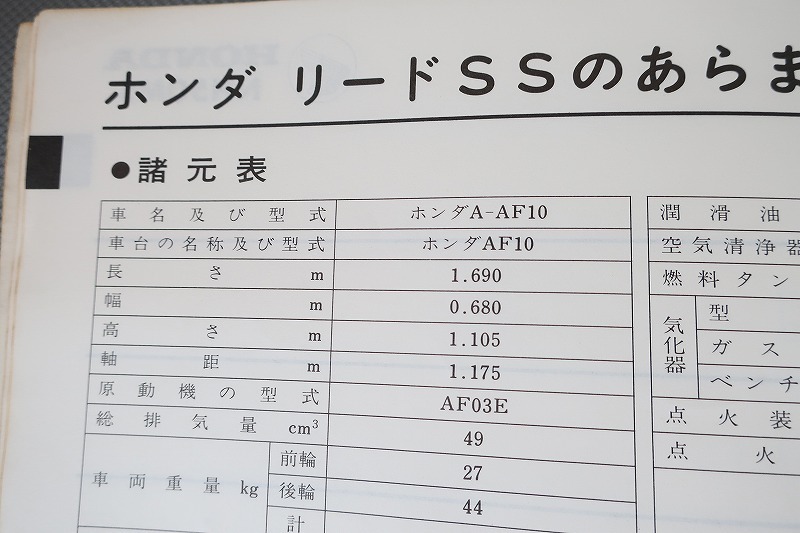 ホンダ リードSSのあらま
●諸元表
車名及び型式 ホンダA-AF10
車台の名称及び型式 ホンダAF10
長さ m 1.690
幅 m 0.680
高さ m 1.105
軸距 m 1.175
原動機の型式 AF03E
総排気量 cm³ 49
車両重量 kg 前輪 27
後輪 44
計
潤滑油
空気清浄器
燃料タン
気化器 型
ガス
ベンチ
点火装
点火